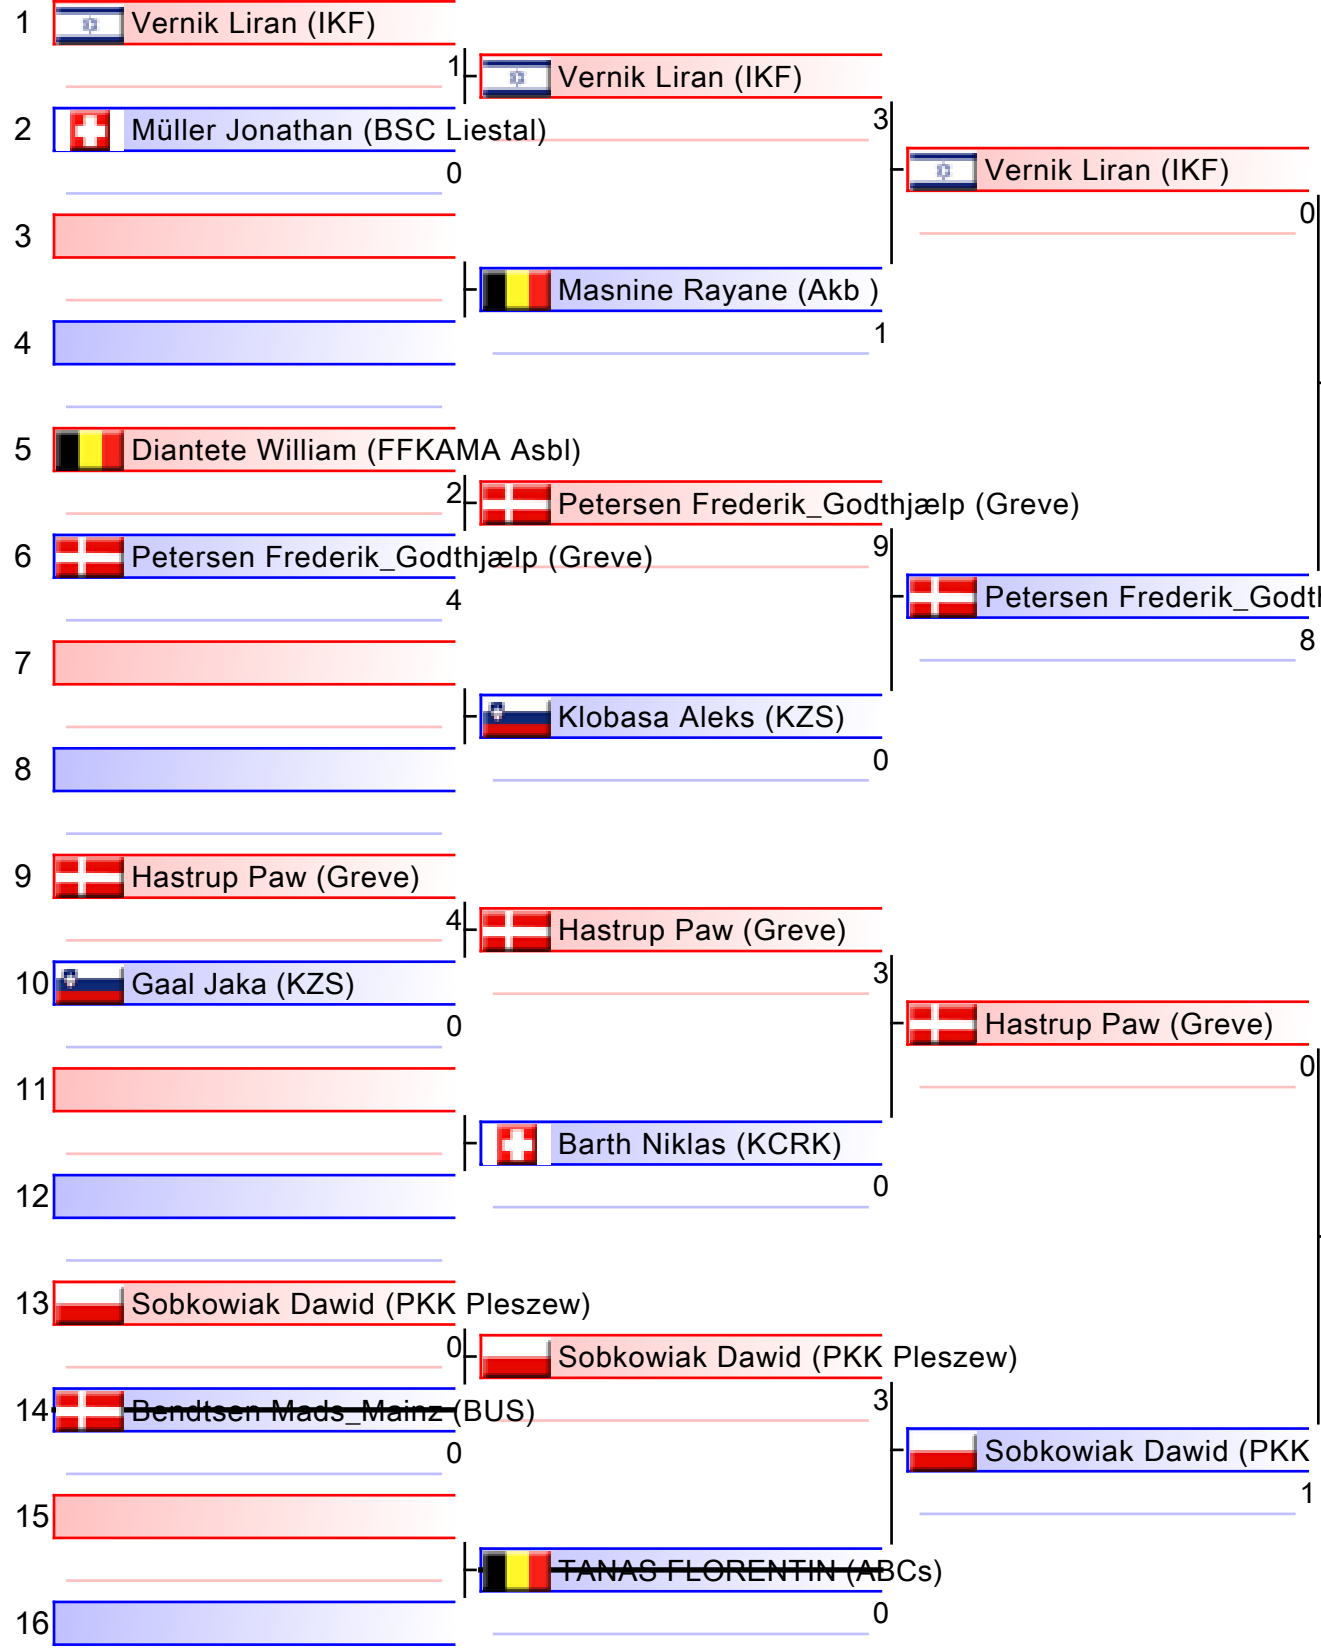 1 Vernik Liran (IKF)
1 Vernik Liran (IKF)
2 Müller Jonathan (BSC Liestal)
3
0
Vernik Liran (IKF)
0
3
Masnine Rayane (Akb )
1
4
5 Diantete William (FFKAMA Asbl)
2 Petersen Frederik_Godthjælp (Greve)
6 Petersen Frederik_Godthjælp (Greve)
9
4
Petersen Frederik_Godth
8
7
Klobasa Aleks (KZS)
0
8
9 Hastrup Paw (Greve)
4 Hastrup Paw (Greve)
10 Gaal Jaka (KZS)
3
0
Hastrup Paw (Greve)
0
11
Barth Niklas (KCRK)
0
12
13 Sobkowiak Dawid (PKK Pleszew)
0 Sobkowiak Dawid (PKK Pleszew)
14 Bendtsen Mads_Mainz (BUS)
3
0
Sobkowiak Dawid (PKK
1
15
TANAS FLORENTIN (ABCs)
0
16